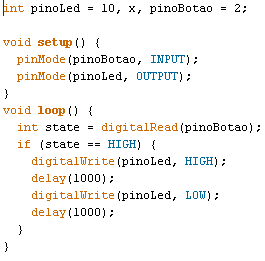 int pinoLed = 10, x, pinoBotao = 2;
void setup() {
  pinMode(pinoBotao, INPUT);
  pinMode(pinoLed, OUTPUT);
}
void loop() {
  int state = digitalRead(pinoBotao);
  if (state == HIGH) {
    digitalWrite(pinoLed, HIGH);
    delay(1000);
    digitalWrite(pinoLed, LOW);
    delay(1000);
  }
}